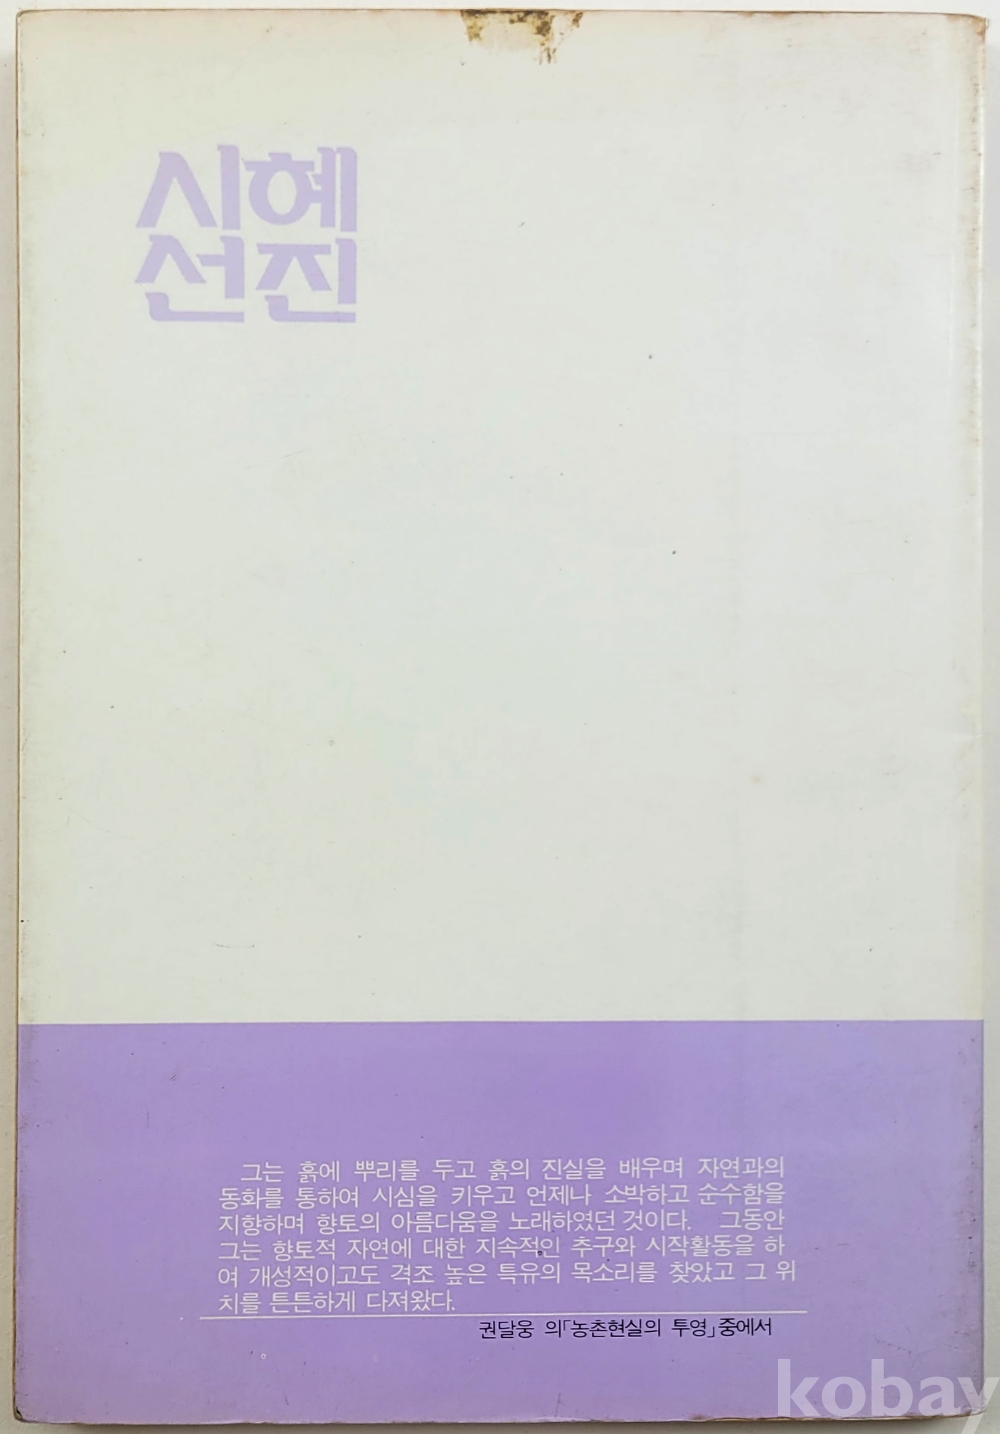 시혜
선진
그는 흙에 뿌리를 두고 흙의 진실을 배우며 자연과의
동화를 통하여 시심을 키우고 언제나 소박하고 순수함을
지향하며 향토의 아름다움을 노래하였던 것이다. 그동안
그는 향토적 자연에 대한 지속적인 추구와 시작활동을 하
여 개성적이고도 격조 높은 특유의 목소리를 찾았고 그 위
치를 튼튼하게 다져왔다.
권달웅 의「농촌현실의 투영」중에서
kobay